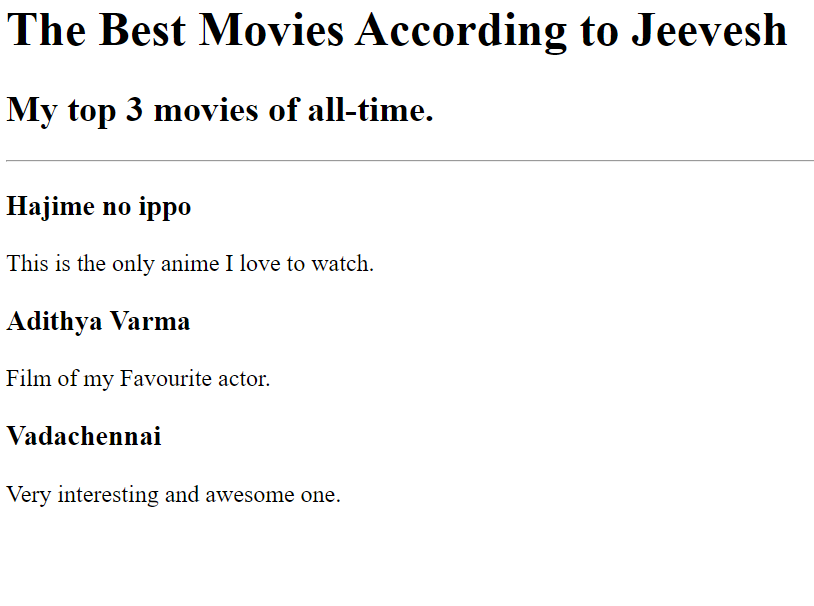 The Best Movies According to Jeevesh
My top 3 movies of all-time.
Hajime no ippo
This is the only anime I love to watch.
Adithya Varma
Film of my Favourite actor.
Vadachennai
Very interesting and awesome one.